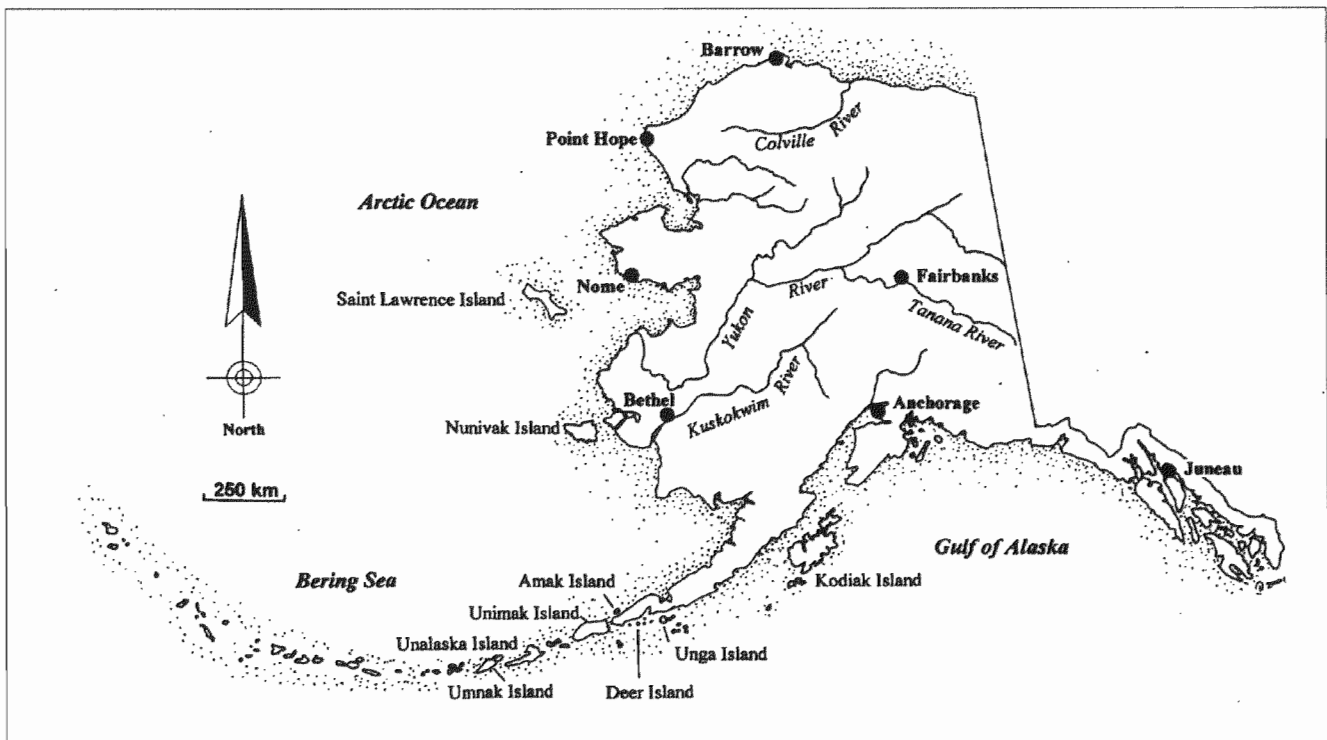 Barrow
Point Hope
Colville River
Arctic Ocean
Nome
Saint Lawrence Island
Yukon River
Fairbanks
Tanana River
Bethel
Kuskokwim River
Anchorage
North
Nunivak Island
Juneau
250 km
Gulf of Alaska
Bering Sea
Amak Island
Kodiak Island
Unimak Island
Unalaska Island
Unga Island
Umnak Island
Deer Island